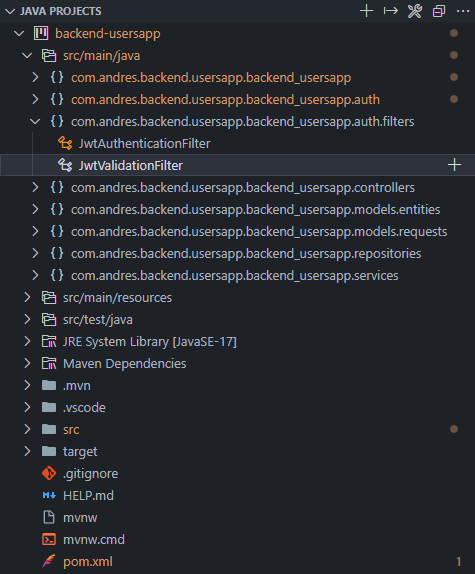 JAVA PROJECTS
backend-usersapp
src/main/java
{} com.andres.backend.usersapp.backend_usersapp
{} com.andres.backend.usersapp.backend_usersapp.auth
{} com.andres.backend.usersapp.backend_usersapp.auth.filters
JwtAuthenticationFilter
JwtValidationFilter
{} com.andres.backend.usersapp.backend_usersapp.controllers
{} com.andres.backend.usersapp.backend_usersapp.models.entities
{} com.andres.backend.usersapp.backend_usersapp.models.requests
{} com.andres.backend.usersapp.backend_usersapp.repositories
{} com.andres.backend.usersapp.backend_usersapp.services
src/main/resources
src/test/java
JRE System Library [JavaSE-17]
Maven Dependencies
.mvn
.vscode
src
target
.gitignore
HELP.md
mvnw
mvnw.cmd
pom.xml 1